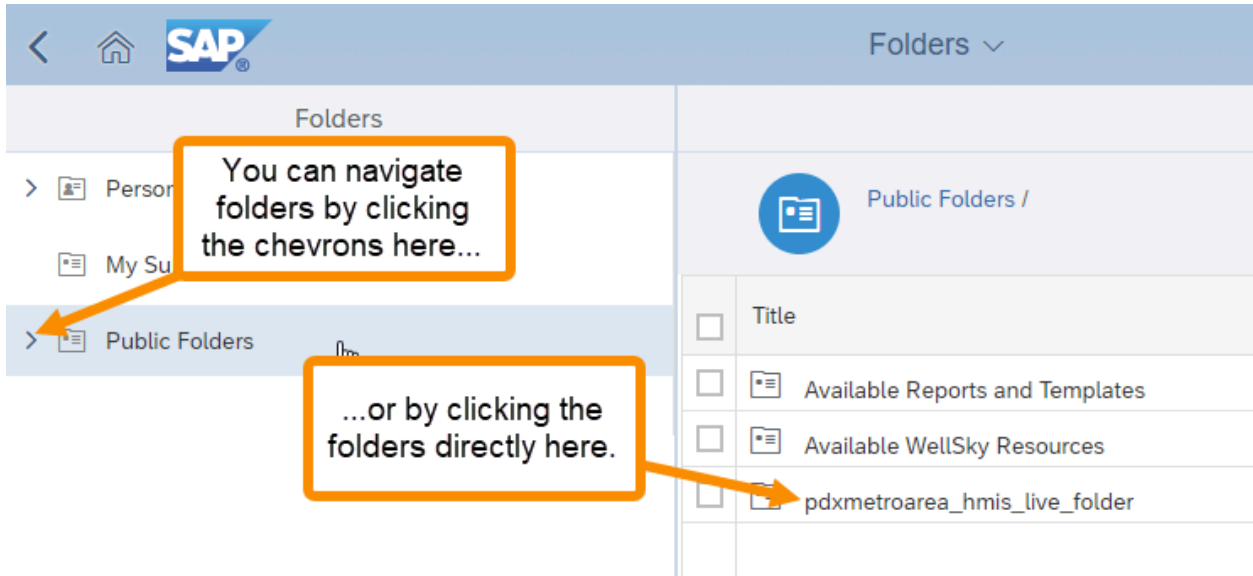 SAP®
Folders
Folders
You can navigate
folders by clicking
the chevrons here...
Person
My Su
Public Folders
...or by clicking the
folders directly here.
Public Folders /
Title
Available Reports and Templates
Available WellSky Resources
pdxmetroarea_hmis_live_folder